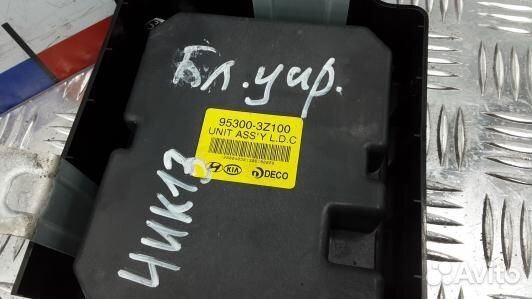 Бл. упр.
95300-3Z100
UNIT ASS'Y L.D.C
KIA
DECO
ЧИК13
Avito